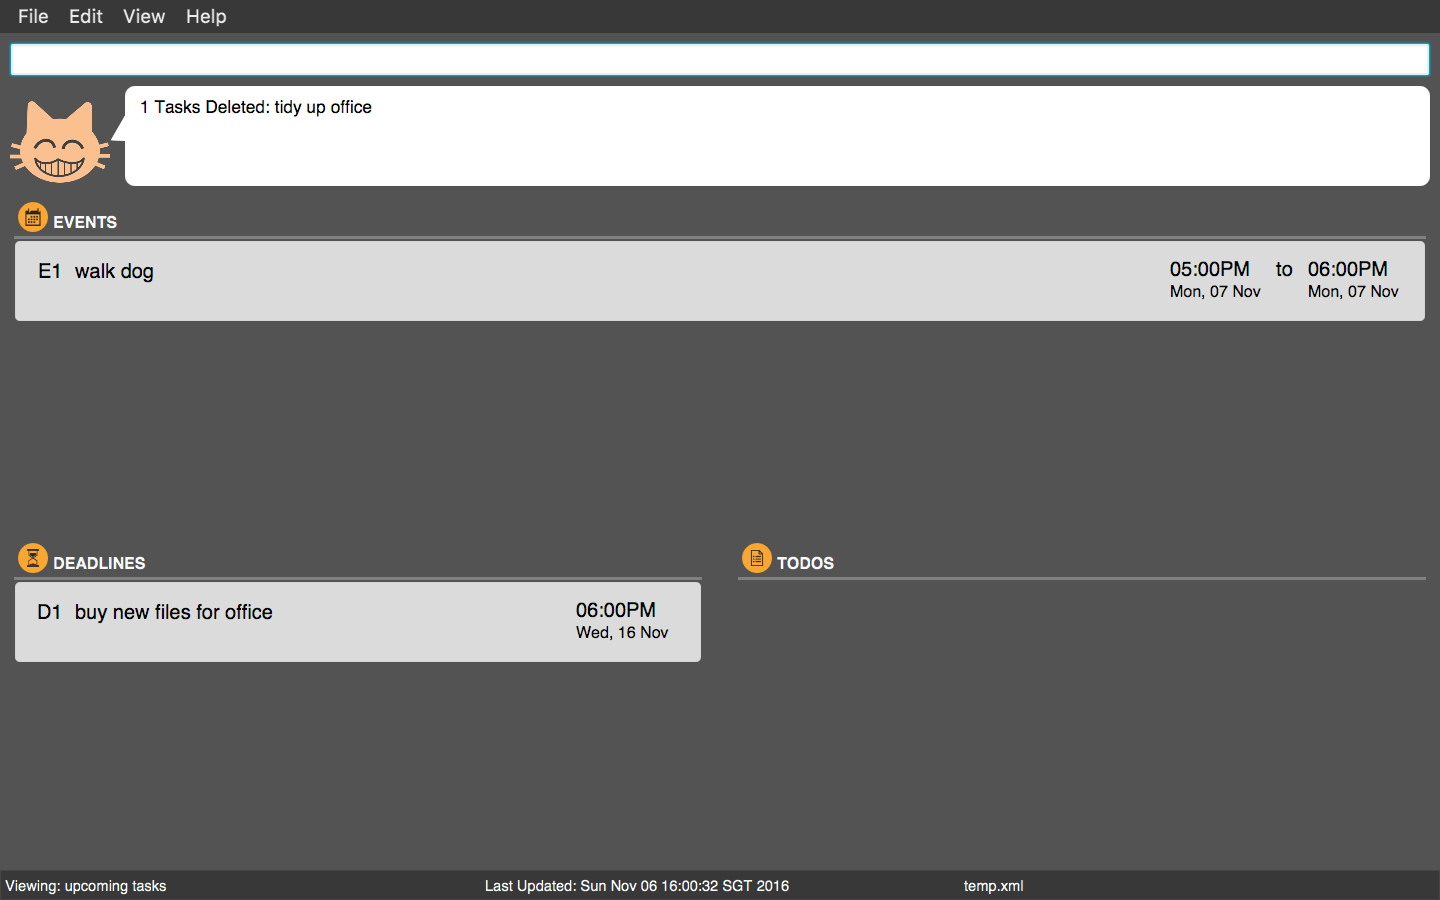 File Edit View Help
1 Tasks Deleted: tidy up office
EVENTS
E1 walk dog 05:00PM to 06:00PM
Mon, 07 Nov Mon, 07 Nov
DEADLINES
D1 buy new files for office 06:00PM
Wed, 16 Nov
TODOS
Viewing: upcoming tasks Last Updated: Sun Nov 06 16:00:32 SGT 2016 temp.xml